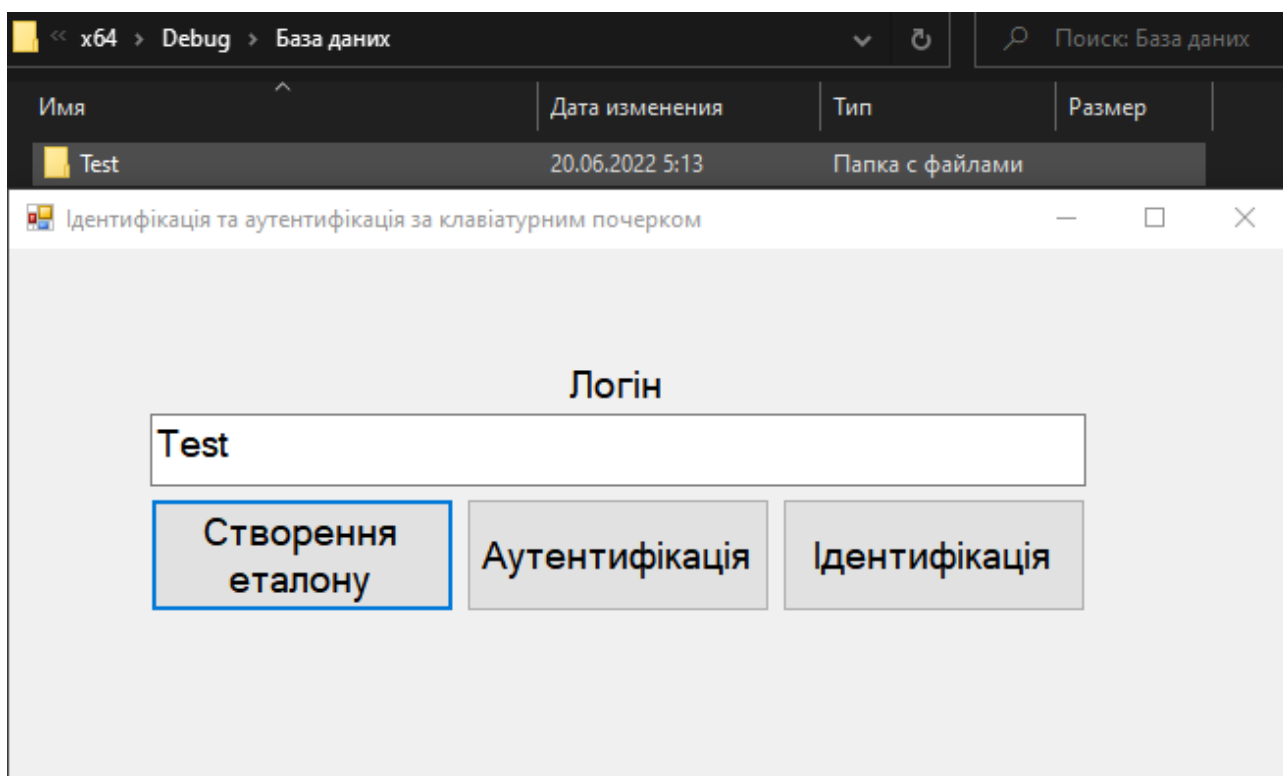 « x64 > Debug > База даних Поиск: База даних
Имя Дата изменения Тип Размер
Test 20.06.2022 5:13 Папка с файлами
Ідентифікація та аутентифікація за клавіатурним почерком
Логін
Test
Створення
еталону
Аутентифікація
Ідентифікація